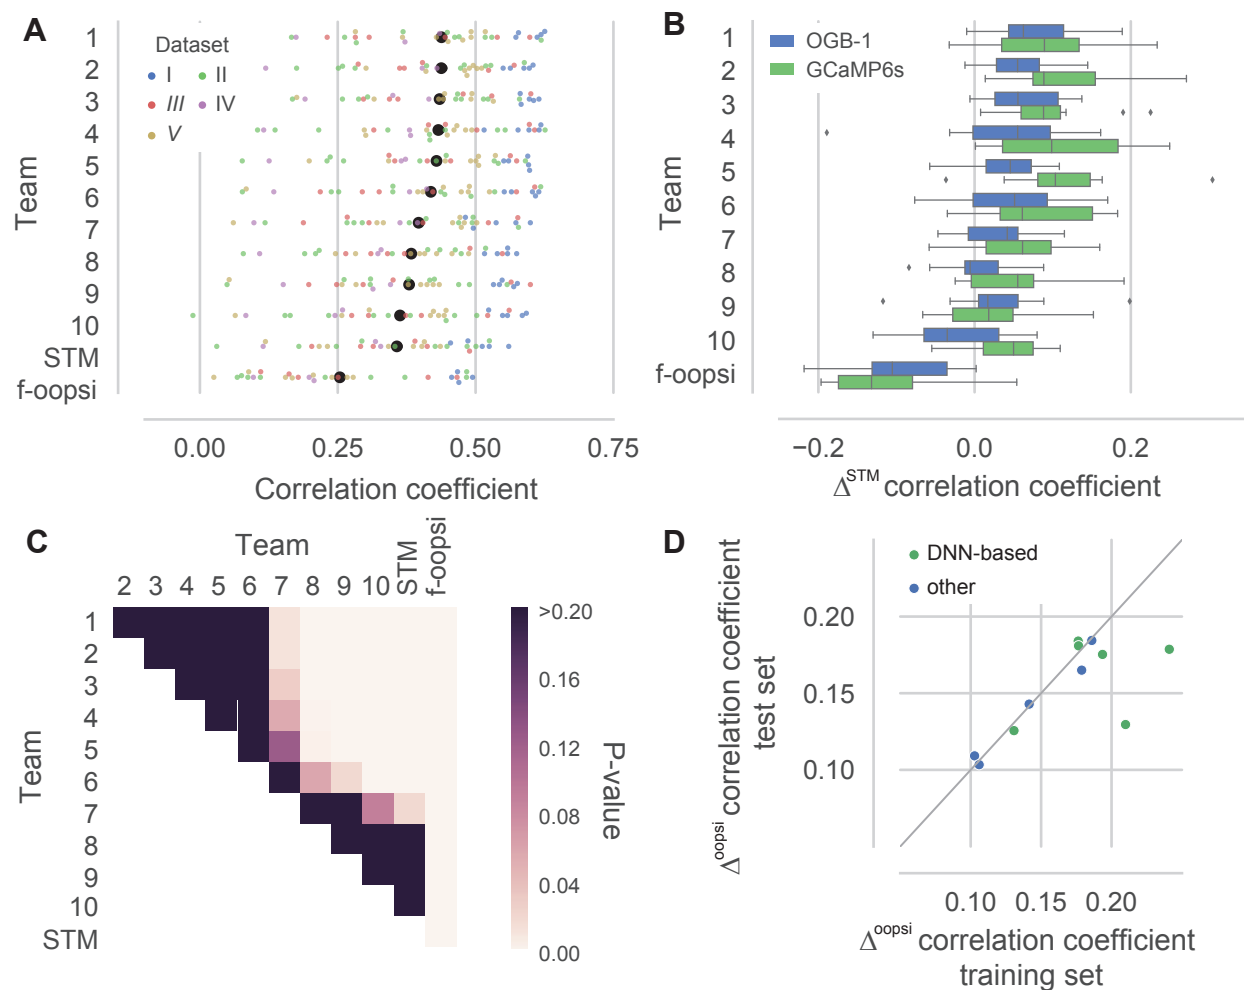 A
Dataset
I II
III IV
V
Team
1
2
3
4
5
6
7
8
9
10
STM
f-oopsi
0.00 0.25 0.50 0.75
Correlation coefficient
B
OGB-1
GCaMP6s
Team
1
2
3
4
5
6
7
8
9
10
f-oopsi
−0.2 0.0 0.2
Δ^STM correlation coefficient
C
Team
2 3 4 5 6 7 8 9 10 STM f-oopsi
Team
1
2
3
4
5
6
7
8
9
10
STM
>0.20
0.16
0.12
0.08
0.04
0.00
P-value
D
DNN-based
other
Δ^oopsi correlation coefficient
test set
0.20
0.15
0.10
0.10 0.15 0.20
Δ^oopsi correlation coefficient
training set